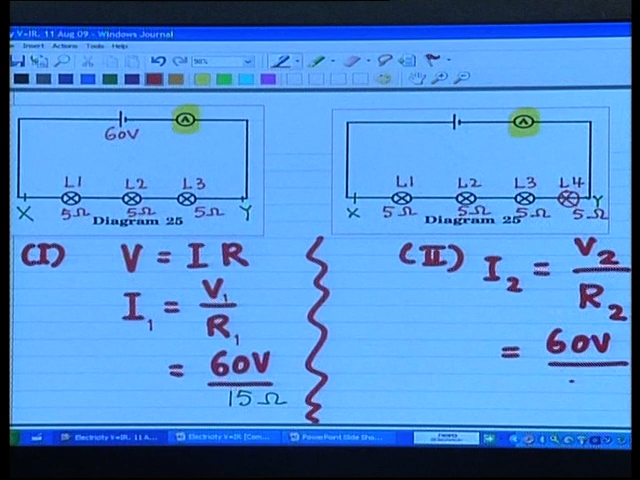 y V=IR, 11 Aug 09 - Windows Journal
Insert Actions Tools Help
98%
60V
A
L1 L2 L3
X 5Ω 5Ω 5Ω Y
Diagram 25
A
L1 L2 L3 L4
X 5Ω 5Ω 5Ω 5Ω Y
Diagram 25
(I) V = I R
I₁ = V₁ / R₁
= 60V / 15Ω
(II) I₂ = V₂ / R₂
= 60V
Electricity V=IR, 11 A...
Electricity V=IR [Com...
PowerPoint Slide Sho...